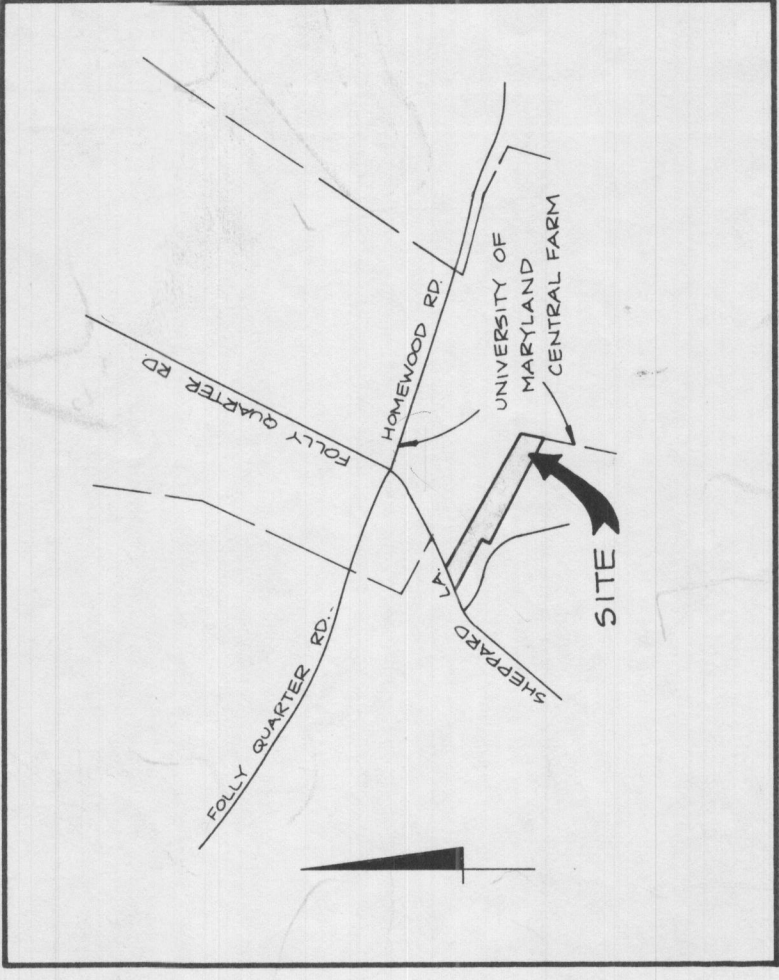 FOLLY QUARTER RD.
FOLLY QUARTER RD
HOMEWOOD RD.
UNIVERSITY OF
MARYLAND
CENTRAL FARM
SHEPPARD LA.
SITE